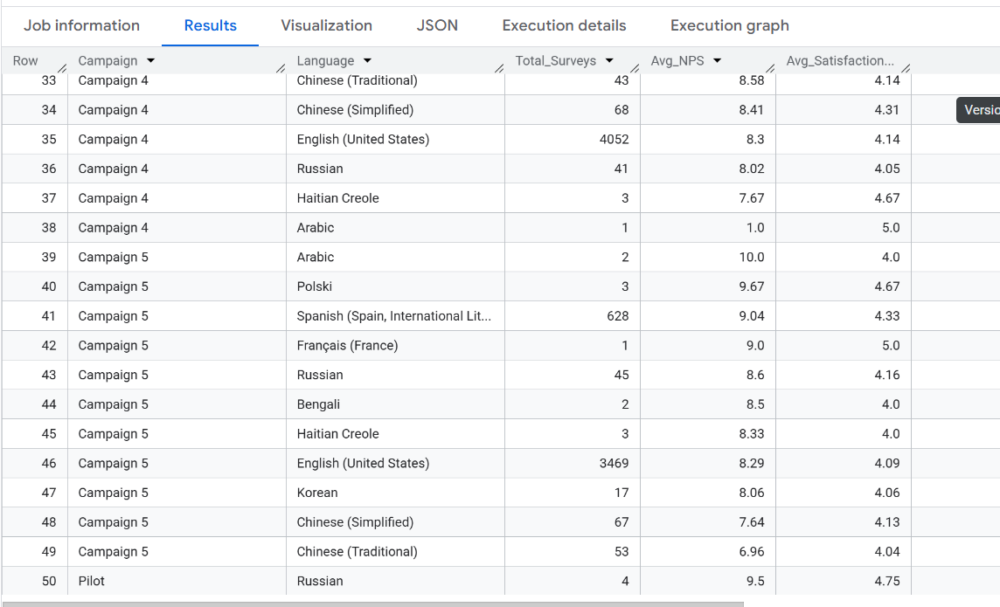 Job information Results Visualization JSON Execution details Execution graph
Row Campaign Language Total_Surveys Avg_NPS Avg_Satisfaction...
33 Campaign 4 Chinese (Traditional) 43 8.58 4.14
34 Campaign 4 Chinese (Simplified) 68 8.41 4.31
Versio
35 Campaign 4 English (United States) 4052 8.3 4.14
36 Campaign 4 Russian 41 8.02 4.05
37 Campaign 4 Haitian Creole 3 7.67 4.67
38 Campaign 4 Arabic 1 1.0 5.0
39 Campaign 5 Arabic 2 10.0 4.0
40 Campaign 5 Polski 3 9.67 4.67
41 Campaign 5 Spanish (Spain, International Lit... 628 9.04 4.33
42 Campaign 5 Français (France) 1 9.0 5.0
43 Campaign 5 Russian 45 8.6 4.16
44 Campaign 5 Bengali 2 8.5 4.0
45 Campaign 5 Haitian Creole 3 8.33 4.0
46 Campaign 5 English (United States) 3469 8.29 4.09
47 Campaign 5 Korean 17 8.06 4.06
48 Campaign 5 Chinese (Simplified) 67 7.64 4.13
49 Campaign 5 Chinese (Traditional) 53 6.96 4.04
50 Pilot Russian 4 9.5 4.75